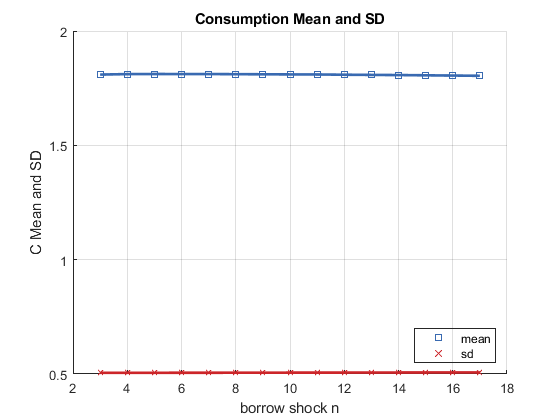 Consumption Mean and SD
2
1.5
1
0.5
C Mean and SD
2 4 6 8 10 12 14 16 18
borrow shock n
mean
sd